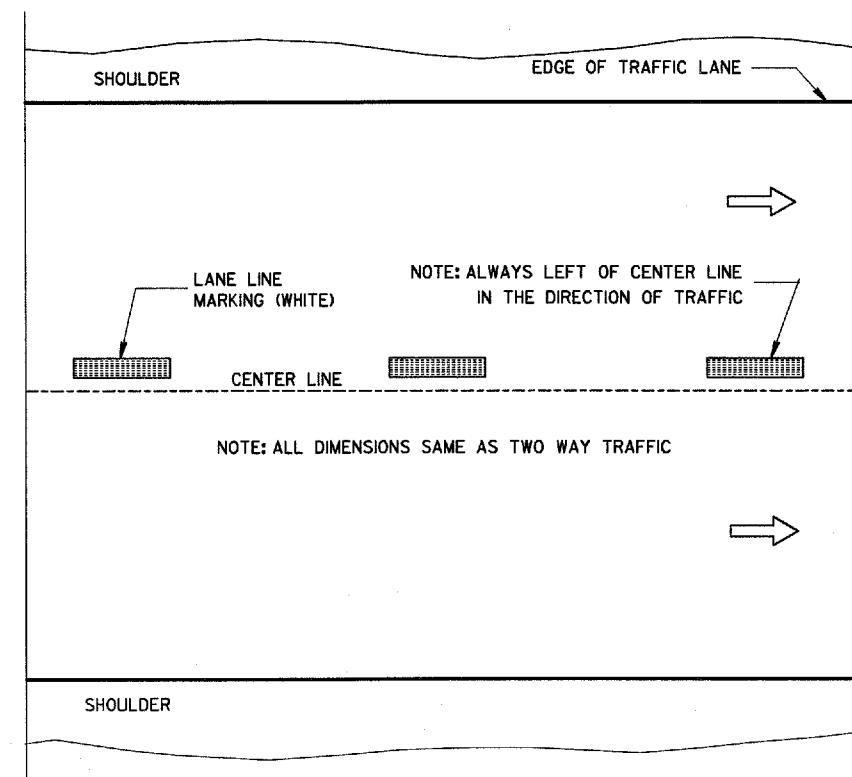 EDGE OF TRAFFIC LANE
SHOULDER
LANE LINE
MARKING (WHITE)
NOTE: ALWAYS LEFT OF CENTER LINE
IN THE DIRECTION OF TRAFFIC
CENTER LINE
NOTE: ALL DIMENSIONS SAME AS TWO WAY TRAFFIC
SHOULDER